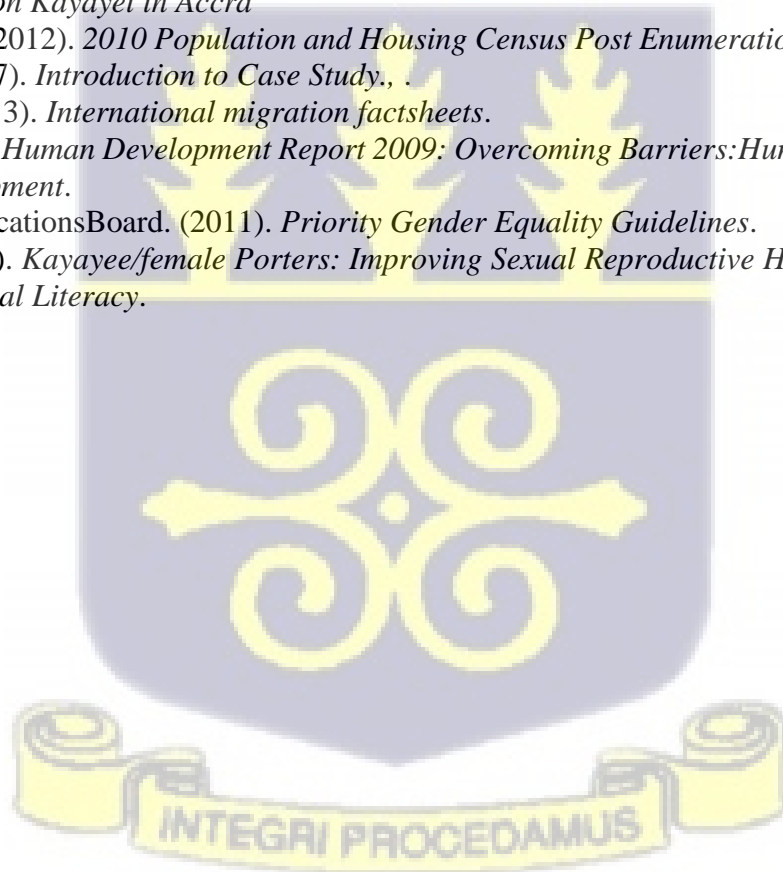 on Kayayei in Accra
2012). 2010 Population and Housing Census Post Enumeratio
7). Introduction to Case Study., .
3). International migration factsheets.
Human Development Report 2009: Overcoming Barriers:Hu
pment.
cationsBoard. (2011). Priority Gender Equality Guidelines.
). Kayayee/female Porters: Improving Sexual Reproductive H
al Literacy.
INTEGRI PROCEDAMUS